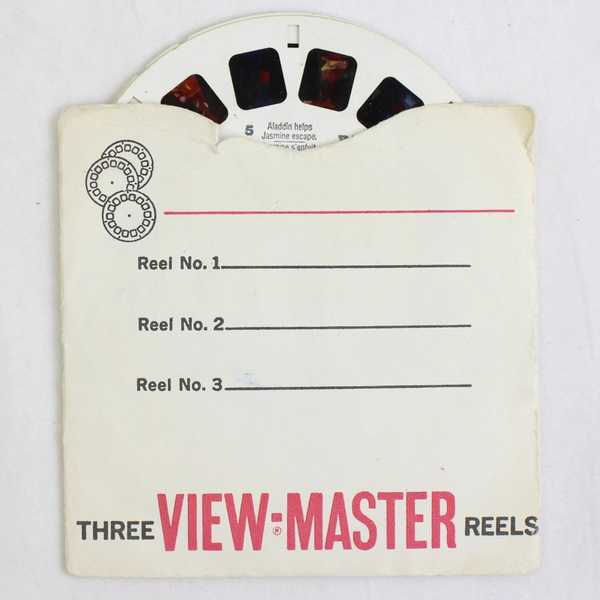 5
Aladdin helps
Jasmine escape.
Reel No. 1
Reel No. 2
Reel No. 3
THREE VIEW-MASTER® REELS